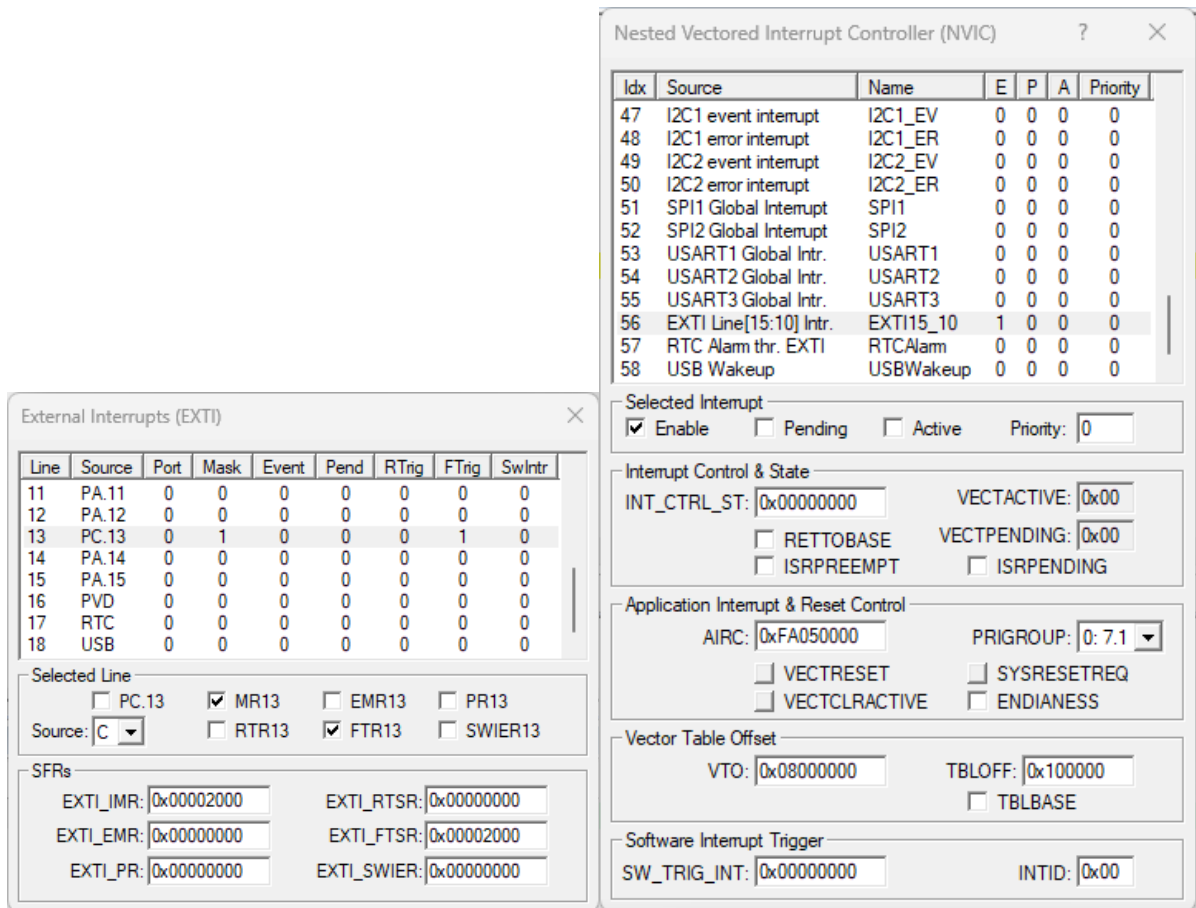 External Interrupts (EXTI)
Line Source Port Mask Event Pend RTrig FTrig SwIntr
11 PA.11 0 0 0 0 0 0 0
12 PA.12 0 0 0 0 0 0 0
13 PC.13 0 1 0 0 0 1 0
14 PA.14 0 0 0 0 0 0 0
15 PA.15 0 0 0 0 0 0 0
16 PVD 0 0 0 0 0 0 0
17 RTC 0 0 0 0 0 0 0
18 USB 0 0 0 0 0 0 0
Selected Line
PC.13 MR13 EMR13 PR13
Source: C RTR13 FTR13 SWIER13
SFRs
EXTI_IMR: 0x00002000 EXTI_RTSR: 0x00000000
EXTI_EMR: 0x00000000 EXTI_FTSR: 0x00002000
EXTI_PR: 0x00000000 EXTI_SWIER: 0x00000000
Nested Vectored Interrupt Controller (NVIC) ?
Idx Source Name E P A Priority
47 I2C1 event interrupt I2C1_EV 0 0 0 0
48 I2C1 error interrupt I2C1_ER 0 0 0 0
49 I2C2 event interrupt I2C2_EV 0 0 0 0
50 I2C2 error interrupt I2C2_ER 0 0 0 0
51 SPI1 Global Interrupt SPI1 0 0 0 0
52 SPI2 Global Interrupt SPI2 0 0 0 0
53 USART1 Global Intr. USART1 0 0 0 0
54 USART2 Global Intr. USART2 0 0 0 0
55 USART3 Global Intr. USART3 0 0 0 0
56 EXTI Line[15:10] Intr. EXTI15_10 1 0 0 0
57 RTC Alarm thr. EXTI RTCAlarm 0 0 0 0
58 USB Wakeup USBWakeup 0 0 0 0
Selected Interrupt
Enable Pending Active Priority: 0
Interrupt Control & State
INT_CTRL_ST: 0x00000000 VECTACTIVE: 0x00
RETTOBASE VECTPENDING: 0x00
ISRPREEMPT ISRPENDING
Application Interrupt & Reset Control
AIRC: 0xFA050000 PRIGROUP: 0: 7.1
VECTRESET SYSRESETREQ
VECTCLRACTIVE ENDIANESS
Vector Table Offset
VTO: 0x08000000 TBLOFF: 0x100000
TBLBASE
Software Interrupt Trigger
SW_TRIG_INT: 0x00000000 INTID: 0x00